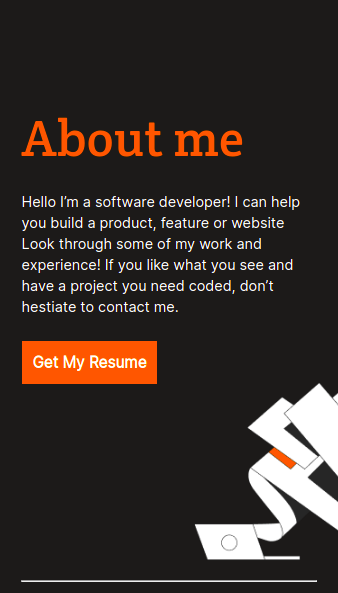 About me
Hello I’m a software developer! I can help
you build a product, feature or website
Look through some of my work and
experience! If you like what you see and
have a project you need coded, don’t
hestiate to contact me.
Get My Resume